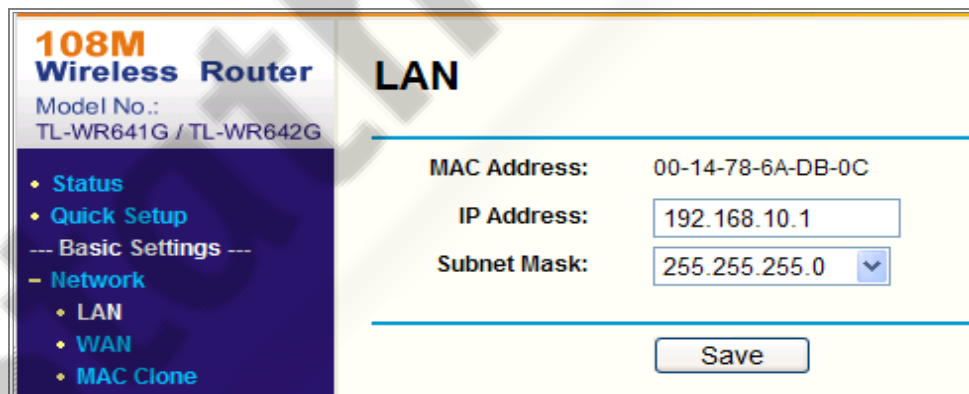 108M
Wireless Router
Model No.:
TL-WR641G / TL-WR642G
• Status
• Quick Setup
--- Basic Settings ---
– Network
• LAN
• WAN
• MAC Clone
LAN
MAC Address: 00-14-78-6A-DB-0C
IP Address: 192.168.10.1
Subnet Mask: 255.255.255.0
Save